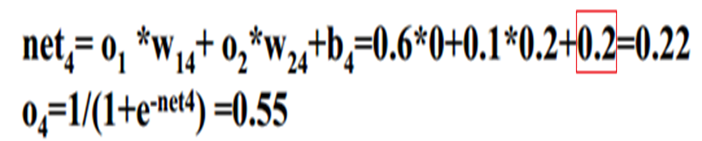 net₄= o₁ *w₁₄+ o₂*w₂₄+b₄=0.6*0+0.1*0.2+0.2=0.22
o₄=1/(1+e⁻ⁿᵉᵗ⁴) =0.55